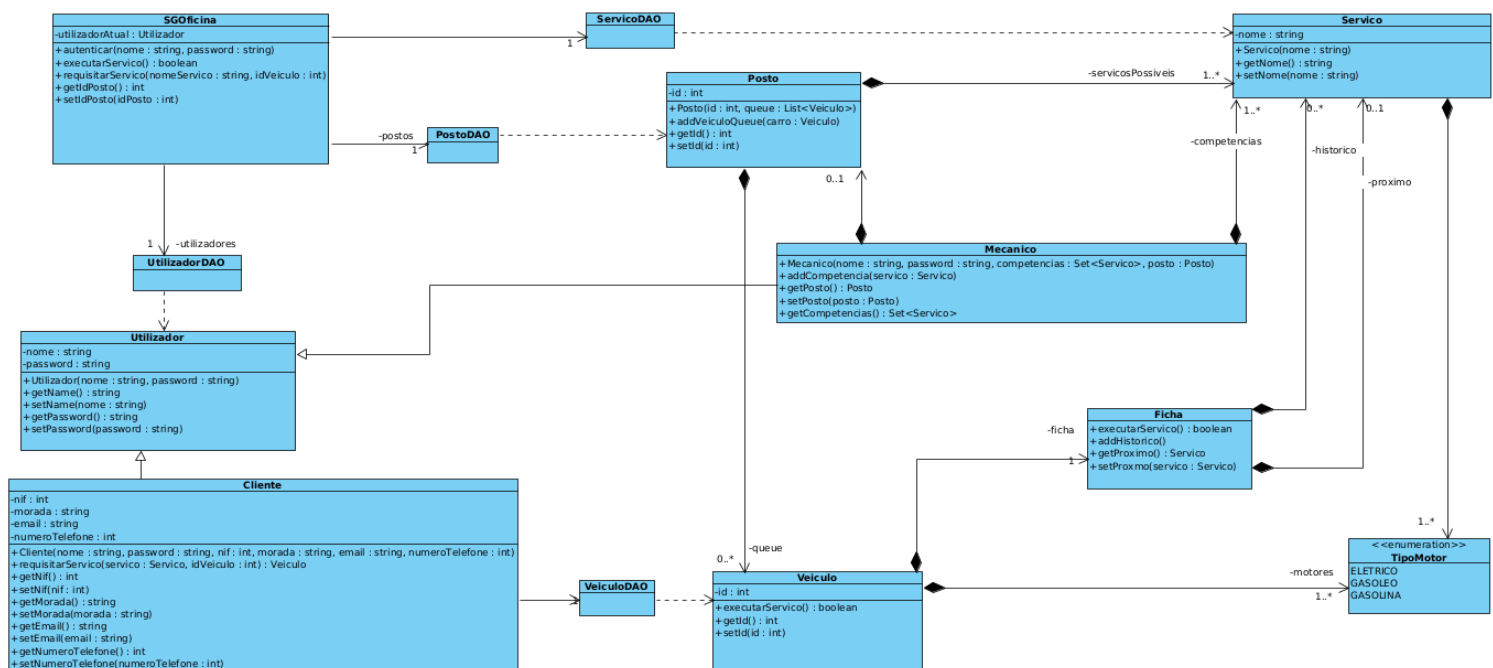 SGOficina
-utilizadorAtual : Utilizador
+autenticar(nome : string, password : string)
+executarServico() : boolean
+requisitarServico(nomeServico : string, idVeiculo : int)
+getIdPosto() : int
+setIdPosto(idPosto : int)
1
ServicoDAO
Servico
-nome : string
+Servico(nome : string)
+getNome() : string
+setNome(nome : string)
Posto
-id : int
+Posto(id : int, queue : List<Veiculo>)
+addVeiculoQueue(carro : Veiculo)
+getId() : int
+setId(id : int)
-servicosPossiveis
1..*
-postos
1
PostoDAO
1..*
-competencias
0..*
-historico
0..1
-proximo
0..1
1
-utilizadores
UtilizadorDAO
Mecanico
+Mecanico(nome : string, password : string, competencias : Set<Servico>, posto : Posto)
+addCompetencia(servico : Servico)
+getPosto() : Posto
+setPosto(posto : Posto)
+getCompetencias() : Set<Servico>
Utilizador
-nome : string
-password : string
+Utilizador(nome : string, password : string)
+getName() : string
+setName(nome : string)
+getPassword() : string
+setPassword(password : string)
Ficha
+executarServico() : boolean
+addHistorico()
+getProximo() : Servico
+setProxmo(servico : Servico)
-ficha
1
Cliente
-nif : int
-morada : string
-email : string
-numeroTelefone : int
+Cliente(nome : string, password : string, nif : int, morada : string, email : string, numeroTelefone : int)
+requisitarServico(servico : Servico, idVeiculo : int) : Veiculo
+getNif() : int
+setNif(nif : int)
+getMorada() : string
+setMorada(morada : string)
+getEmail() : string
+setEmail(email : string)
+getNumeroTelefone() : int
+setNumeroTelefone(numeroTelefone : int)
VeiculoDAO
-queue
0..*
Veiculo
-id : int
+executarServico() : boolean
+getId() : int
+setId(id : int)
-motores
1..*
1..*
<<enumeration>>
TipoMotor
ELETRICO
GASOLEO
GASOLINA